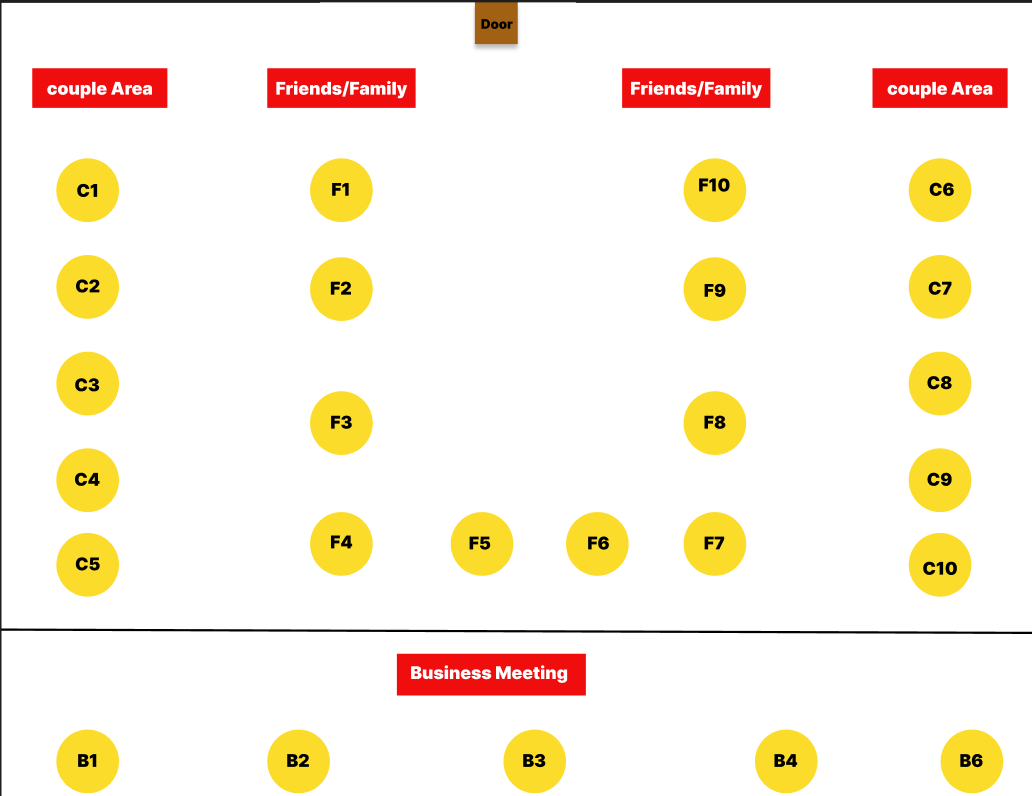 Door
couple Area
Friends/Family
Friends/Family
couple Area
C1
F1
F10
C6
C2
F2
F9
C7
C3
F3
F8
C8
C4
F4
F5
F6
F7
C9
C5
C10
Business Meeting
B1
B2
B3
B4
B6